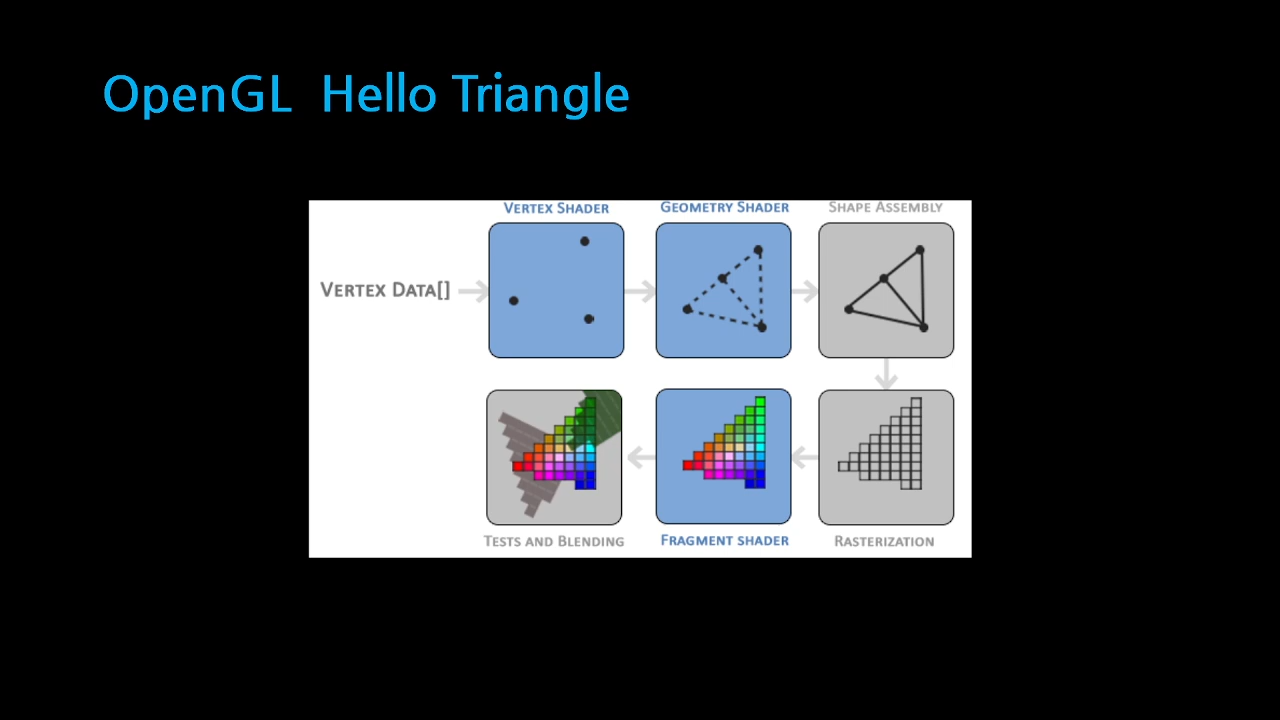 OpenGL Hello Triangle
VERTEX SHADER
GEOMETRY SHADER
SHAPE ASSEMBLY
VERTEX DATA[]
TESTS AND BLENDING
FRAGMENT SHADER
RASTERIZATION